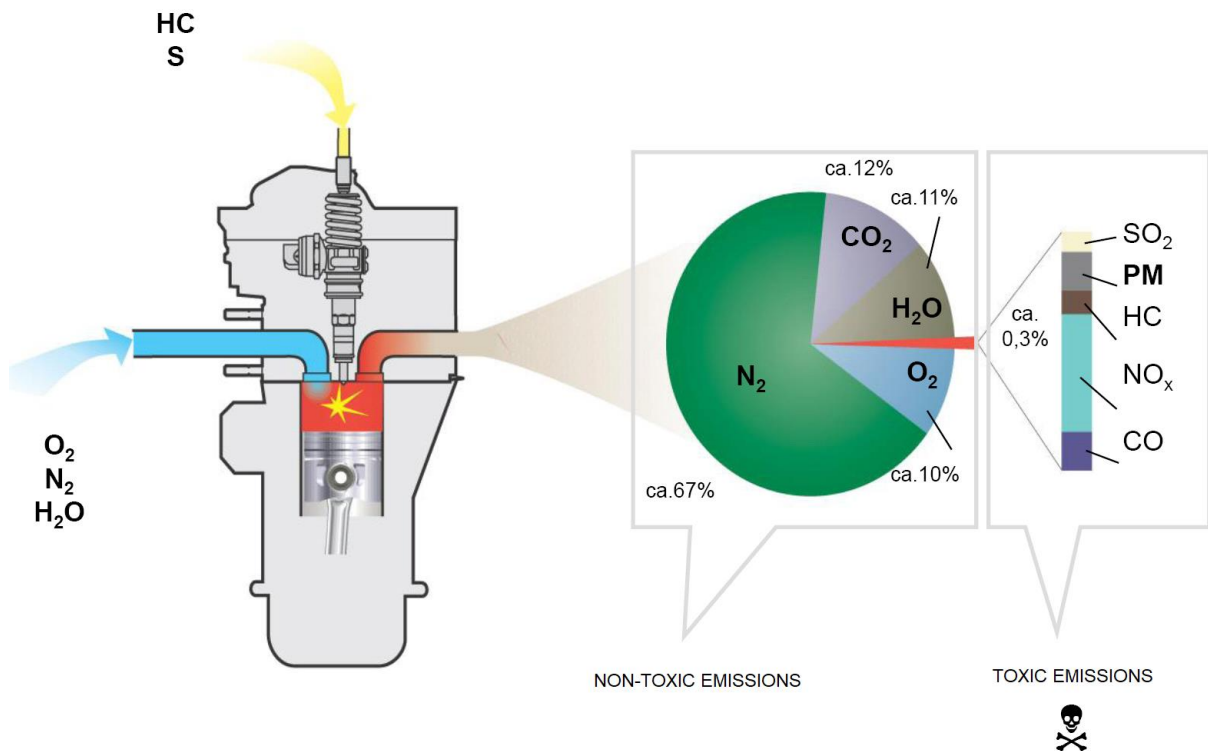 HC
S
O₂
N₂
H₂O
ca.12%
ca.11%
CO₂
H₂O
N₂
O₂
ca.67%
ca.10%
ca.
0,3%
SO₂
PM
HC
NOₓ
CO
NON-TOXIC EMISSIONS
TOXIC EMISSIONS